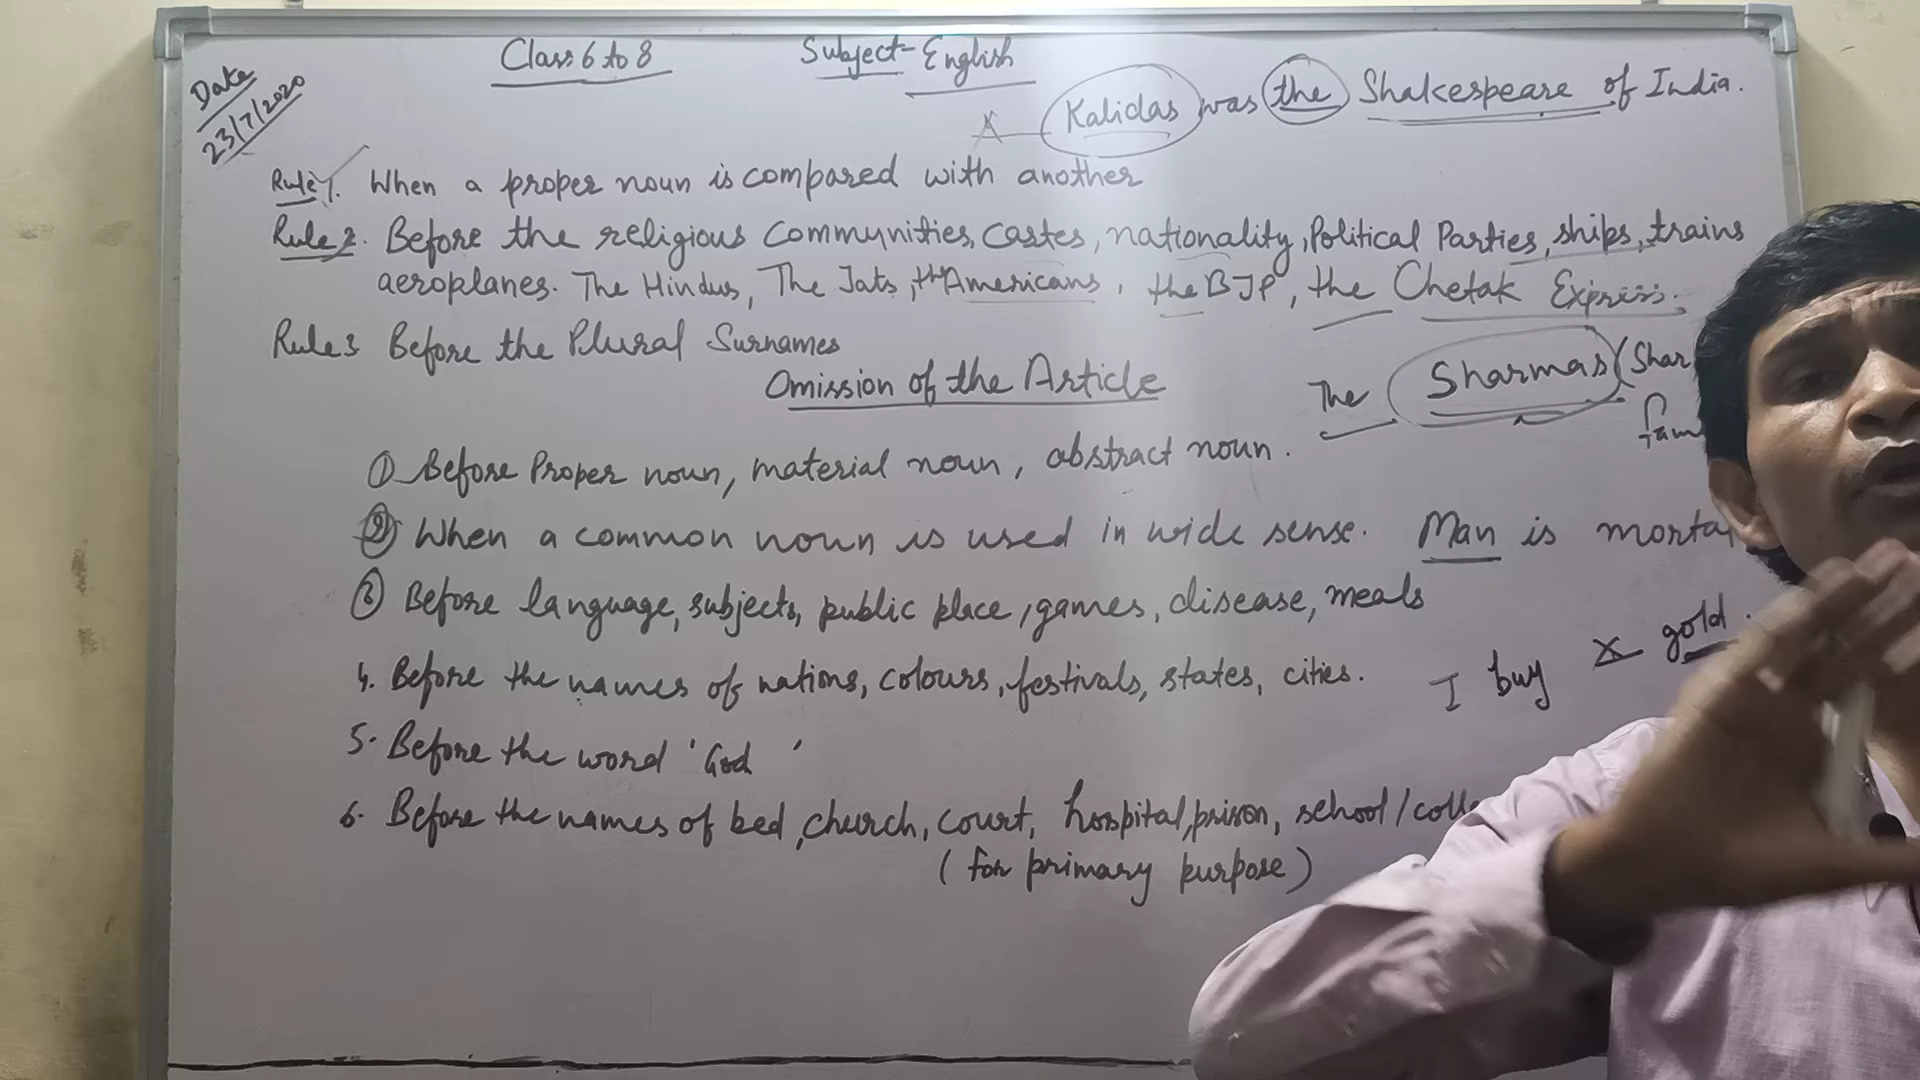 Date
23/7/2020
Class 6 to 8
Subject- English
Kalidas was the Shakespeare of India.
Rule 1. When a proper noun is compared with another
Rule 2. Before the religious communities, castes, nationality, Political Parties, ships, trains
aeroplanes. The Hindus, The Jats, the Americans, the BJP, the Chetak Express.
Rule 3 Before the Plural Surnames
The Sharmas (Shar
fam
Omission of the Article
① Before Proper noun, material noun, abstract noun.
② When a common noun is used in wide sense. Man is morta
③ Before language, subjects, public place, games, disease, meals
I buy × gold.
4. Before the names of nations, colours, festivals, states, cities.
5. Before the word 'God'
6. Before the names of bed, church, court, hospital, prison, school/colle
(for primary purpose)